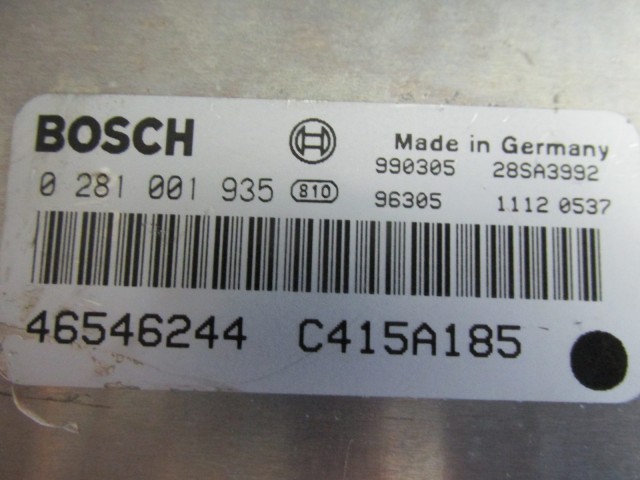 BOSCH Made in Germany
990305 28SA3992
0 281 001 935 810 96305 1112 0537
46546244 C415A185